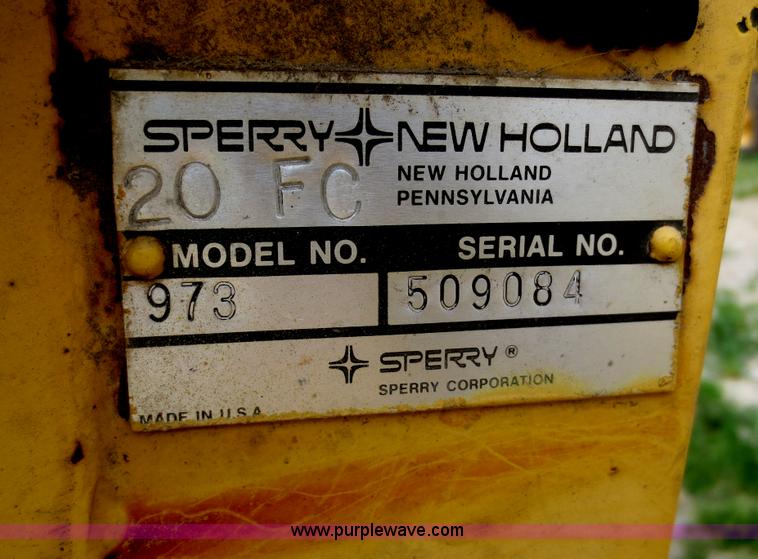 SPERRY NEW HOLLAND
NEW HOLLAND
PENNSYLVANIA
20 FC
MODEL NO. SERIAL NO.
973 509084
SPERRY®
SPERRY CORPORATION
MADE IN U.S.A.
www.purplewave.com